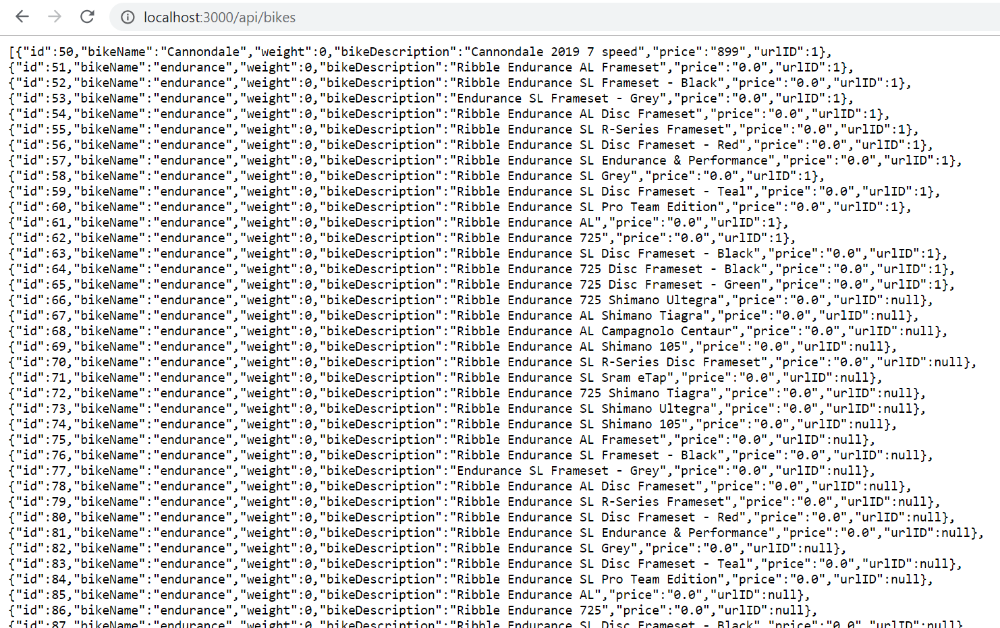 localhost:3000/api/bikes
[{"id":50,"bikeName":"Cannondale","weight":0,"bikeDescription":"Cannondale 2019 7 speed","price":"899","urlID":1},
{"id":51,"bikeName":"endurance","weight":0,"bikeDescription":"Ribble Endurance AL Frameset","price":"0.0","urlID":1},
{"id":52,"bikeName":"endurance","weight":0,"bikeDescription":"Ribble Endurance SL Frameset - Black","price":"0.0","urlID":1},
{"id":53,"bikeName":"endurance","weight":0,"bikeDescription":"Endurance SL Frameset - Grey","price":"0.0","urlID":1},
{"id":54,"bikeName":"endurance","weight":0,"bikeDescription":"Ribble Endurance AL Disc Frameset","price":"0.0","urlID":1},
{"id":55,"bikeName":"endurance","weight":0,"bikeDescription":"Ribble Endurance SL R-Series Frameset","price":"0.0","urlID":1},
{"id":56,"bikeName":"endurance","weight":0,"bikeDescription":"Ribble Endurance SL Disc Frameset - Red","price":"0.0","urlID":1},
{"id":57,"bikeName":"endurance","weight":0,"bikeDescription":"Ribble Endurance SL Endurance & Performance","price":"0.0","urlID":1},
{"id":58,"bikeName":"endurance","weight":0,"bikeDescription":"Ribble Endurance SL Grey","price":"0.0","urlID":1},
{"id":59,"bikeName":"endurance","weight":0,"bikeDescription":"Ribble Endurance SL Disc Frameset - Teal","price":"0.0","urlID":1},
{"id":60,"bikeName":"endurance","weight":0,"bikeDescription":"Ribble Endurance SL Pro Team Edition","price":"0.0","urlID":1},
{"id":61,"bikeName":"endurance","weight":0,"bikeDescription":"Ribble Endurance AL","price":"0.0","urlID":1},
{"id":62,"bikeName":"endurance","weight":0,"bikeDescription":"Ribble Endurance 725","price":"0.0","urlID":1},
{"id":63,"bikeName":"endurance","weight":0,"bikeDescription":"Ribble Endurance SL Disc Frameset - Black","price":"0.0","urlID":1},
{"id":64,"bikeName":"endurance","weight":0,"bikeDescription":"Ribble Endurance 725 Disc Frameset - Black","price":"0.0","urlID":1},
{"id":65,"bikeName":"endurance","weight":0,"bikeDescription":"Ribble Endurance 725 Disc Frameset - Green","price":"0.0","urlID":1},
{"id":66,"bikeName":"endurance","weight":0,"bikeDescription":"Ribble Endurance 725 Shimano Ultegra","price":"0.0","urlID":null},
{"id":67,"bikeName":"endurance","weight":0,"bikeDescription":"Ribble Endurance AL Shimano Tiagra","price":"0.0","urlID":null},
{"id":68,"bikeName":"endurance","weight":0,"bikeDescription":"Ribble Endurance AL Campagnolo Centaur","price":"0.0","urlID":null},
{"id":69,"bikeName":"endurance","weight":0,"bikeDescription":"Ribble Endurance AL Shimano 105","price":"0.0","urlID":null},
{"id":70,"bikeName":"endurance","weight":0,"bikeDescription":"Ribble Endurance SL R-Series Disc Frameset","price":"0.0","urlID":null},
{"id":71,"bikeName":"endurance","weight":0,"bikeDescription":"Ribble Endurance SL Sram eTap","price":"0.0","urlID":null},
{"id":72,"bikeName":"endurance","weight":0,"bikeDescription":"Ribble Endurance 725 Shimano Tiagra","price":"0.0","urlID":null},
{"id":73,"bikeName":"endurance","weight":0,"bikeDescription":"Ribble Endurance SL Shimano Ultegra","price":"0.0","urlID":null},
{"id":74,"bikeName":"endurance","weight":0,"bikeDescription":"Ribble Endurance SL Shimano 105","price":"0.0","urlID":null},
{"id":75,"bikeName":"endurance","weight":0,"bikeDescription":"Ribble Endurance AL Frameset","price":"0.0","urlID":null},
{"id":76,"bikeName":"endurance","weight":0,"bikeDescription":"Ribble Endurance SL Frameset - Black","price":"0.0","urlID":null},
{"id":77,"bikeName":"endurance","weight":0,"bikeDescription":"Endurance SL Frameset - Grey","price":"0.0","urlID":null},
{"id":78,"bikeName":"endurance","weight":0,"bikeDescription":"Ribble Endurance AL Disc Frameset","price":"0.0","urlID":null},
{"id":79,"bikeName":"endurance","weight":0,"bikeDescription":"Ribble Endurance SL R-Series Frameset","price":"0.0","urlID":null},
{"id":80,"bikeName":"endurance","weight":0,"bikeDescription":"Ribble Endurance SL Disc Frameset - Red","price":"0.0","urlID":null},
{"id":81,"bikeName":"endurance","weight":0,"bikeDescription":"Ribble Endurance SL Endurance & Performance","price":"0.0","urlID":null},
{"id":82,"bikeName":"endurance","weight":0,"bikeDescription":"Ribble Endurance SL Grey","price":"0.0","urlID":null},
{"id":83,"bikeName":"endurance","weight":0,"bikeDescription":"Ribble Endurance SL Disc Frameset - Teal","price":"0.0","urlID":null},
{"id":84,"bikeName":"endurance","weight":0,"bikeDescription":"Ribble Endurance SL Pro Team Edition","price":"0.0","urlID":null},
{"id":85,"bikeName":"endurance","weight":0,"bikeDescription":"Ribble Endurance AL","price":"0.0","urlID":null},
{"id":86,"bikeName":"endurance","weight":0,"bikeDescription":"Ribble Endurance 725","price":"0.0","urlID":null},
{"id":87,"bikeName":"endurance","weight":0,"bikeDescription":"Ribble Endurance SL Disc Frameset - Black","price":"0.0","urlID":null},